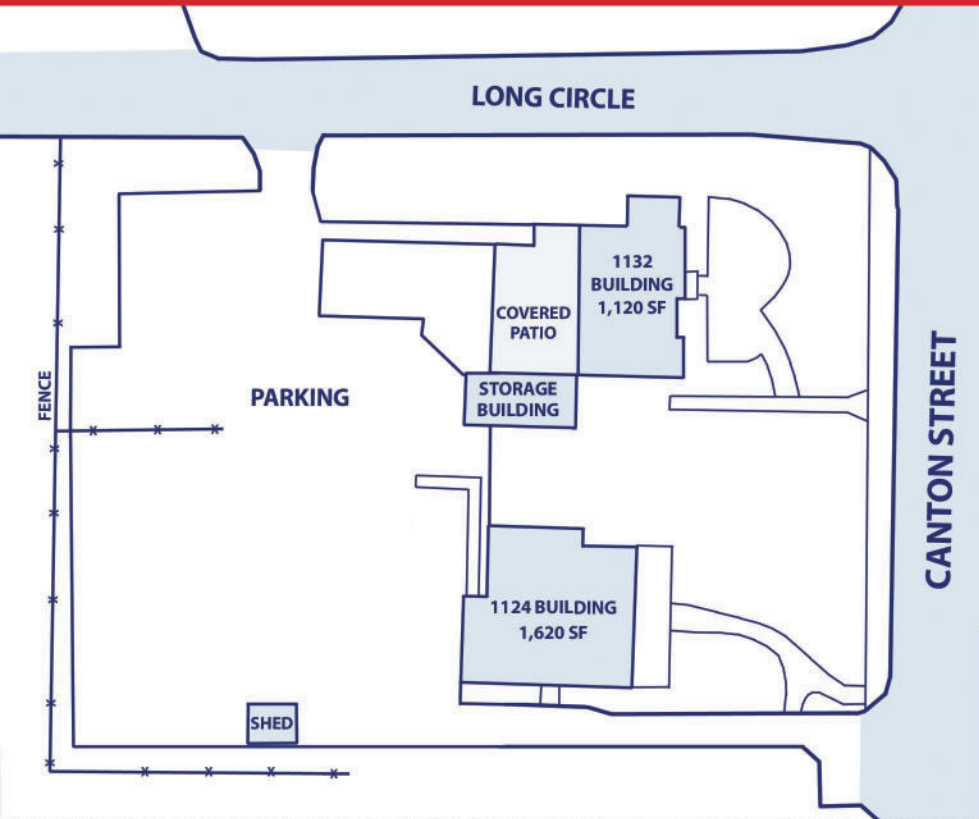 LONG CIRCLE
1132
BUILDING
1,120 SF
COVERED
PATIO
STORAGE
BUILDING
PARKING
FENCE
CANTON STREET
1124 BUILDING
1,620 SF
SHED